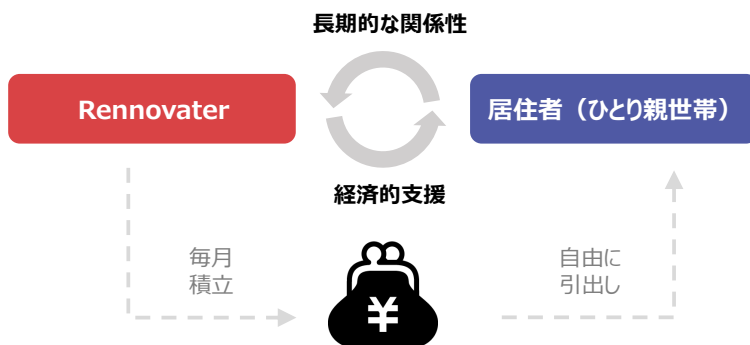 長期的な関係性
Rennovater
居住者（ひとり親世帯）
経済的支援
毎月
積立
自由に
引出し
¥